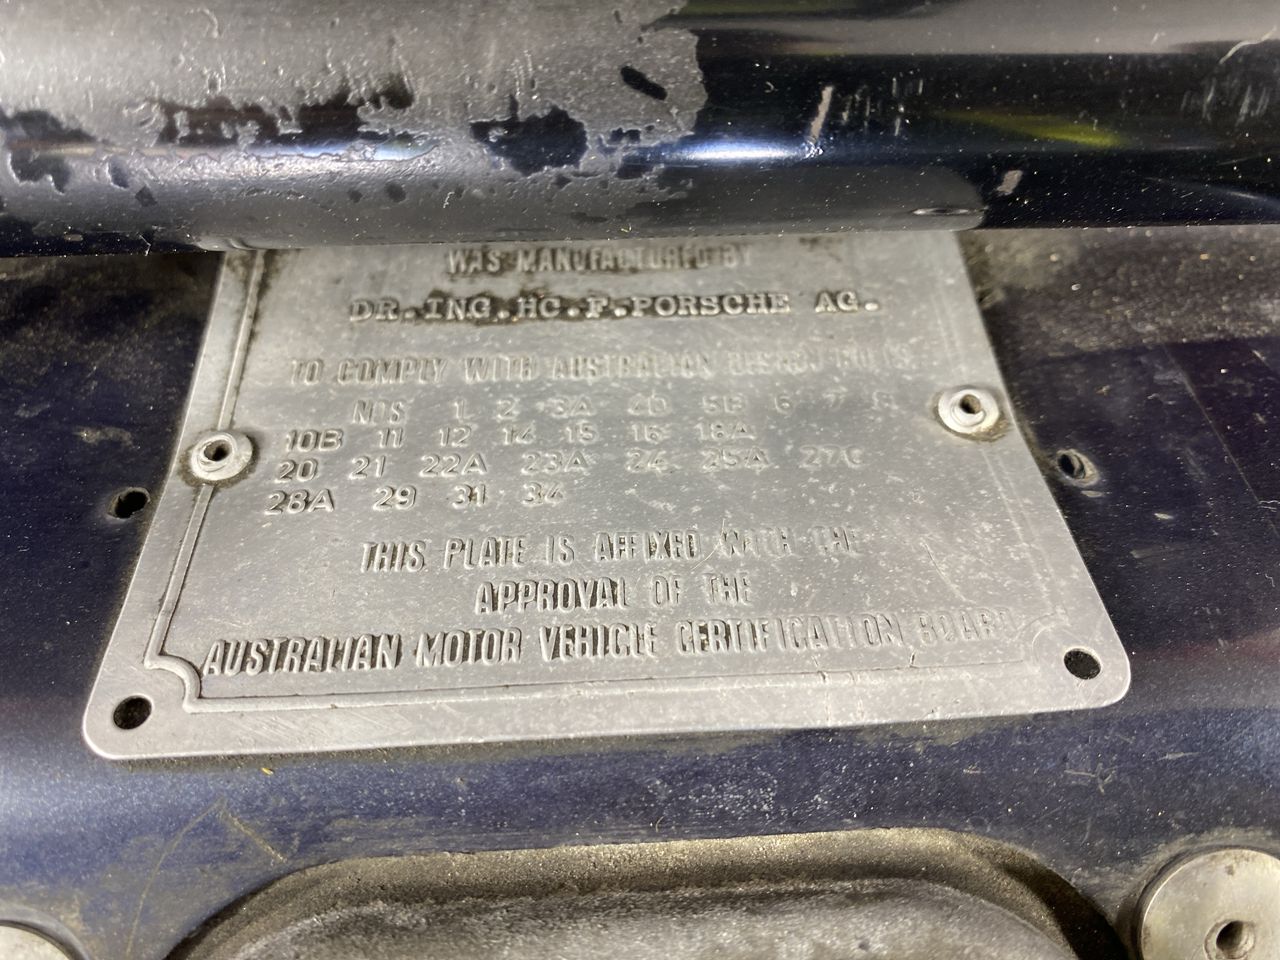 WAS MANUFACTURED BY
DR.ING.HC.F.PORSCHE AG.
TO COMPLY WITH AUSTRALIAN DESIGN RULES
NOS 1 2 3A 4D 5B 6 7 8
10B 11 12 14 15 16 18A
20 21 22A 23A 24 25A 27C
28A 29 31 34
THIS PLATE IS AFFIXED WITH THE
APPROVAL OF THE
AUSTRALIAN MOTOR VEHICLE CERTIFICATION BOARD